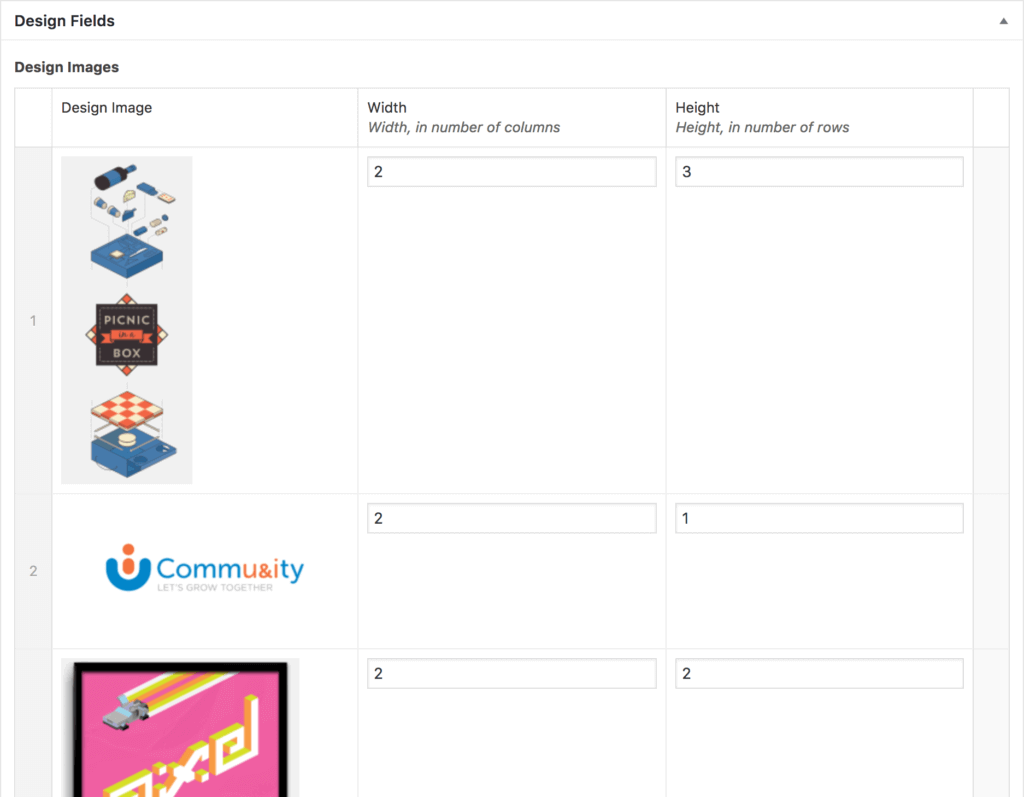 Design Fields
Design Images
Design Image
Width
Width, in number of columns
Height
Height, in number of rows
1
PICNIC
IN A
BOX
2
3
2
Commu&ity
LET'S GROW TOGETHER
2
1
pixel
2
2